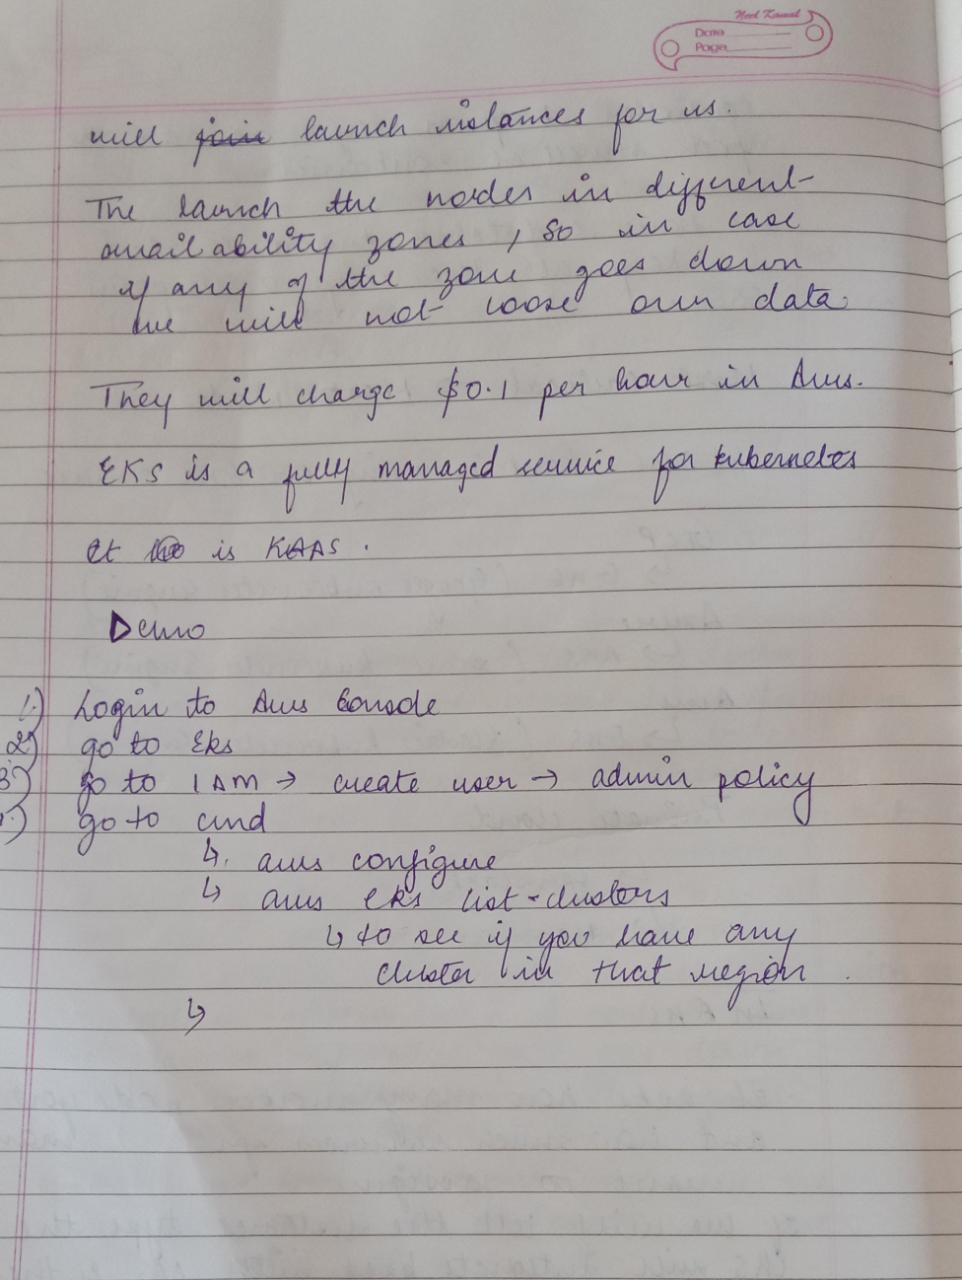 Neel Kamal
Date
Page
will join launch instances for us.
The launch the nodes in different
availability zones, so in case
if any of the zone goes down
we will not loose our data.
They will charge $0.1 per hour in Aws.
EKS is a fully managed service for kubernetes
It is KAAS.
Demo
1.) Login to Aws Console
2) go to Eks
3) go to IAM → create user → admin policy
go to cmd
↳ aws configure
↳ aws eks list-clusters
↳ to see if you have any
cluster in that region.
↳